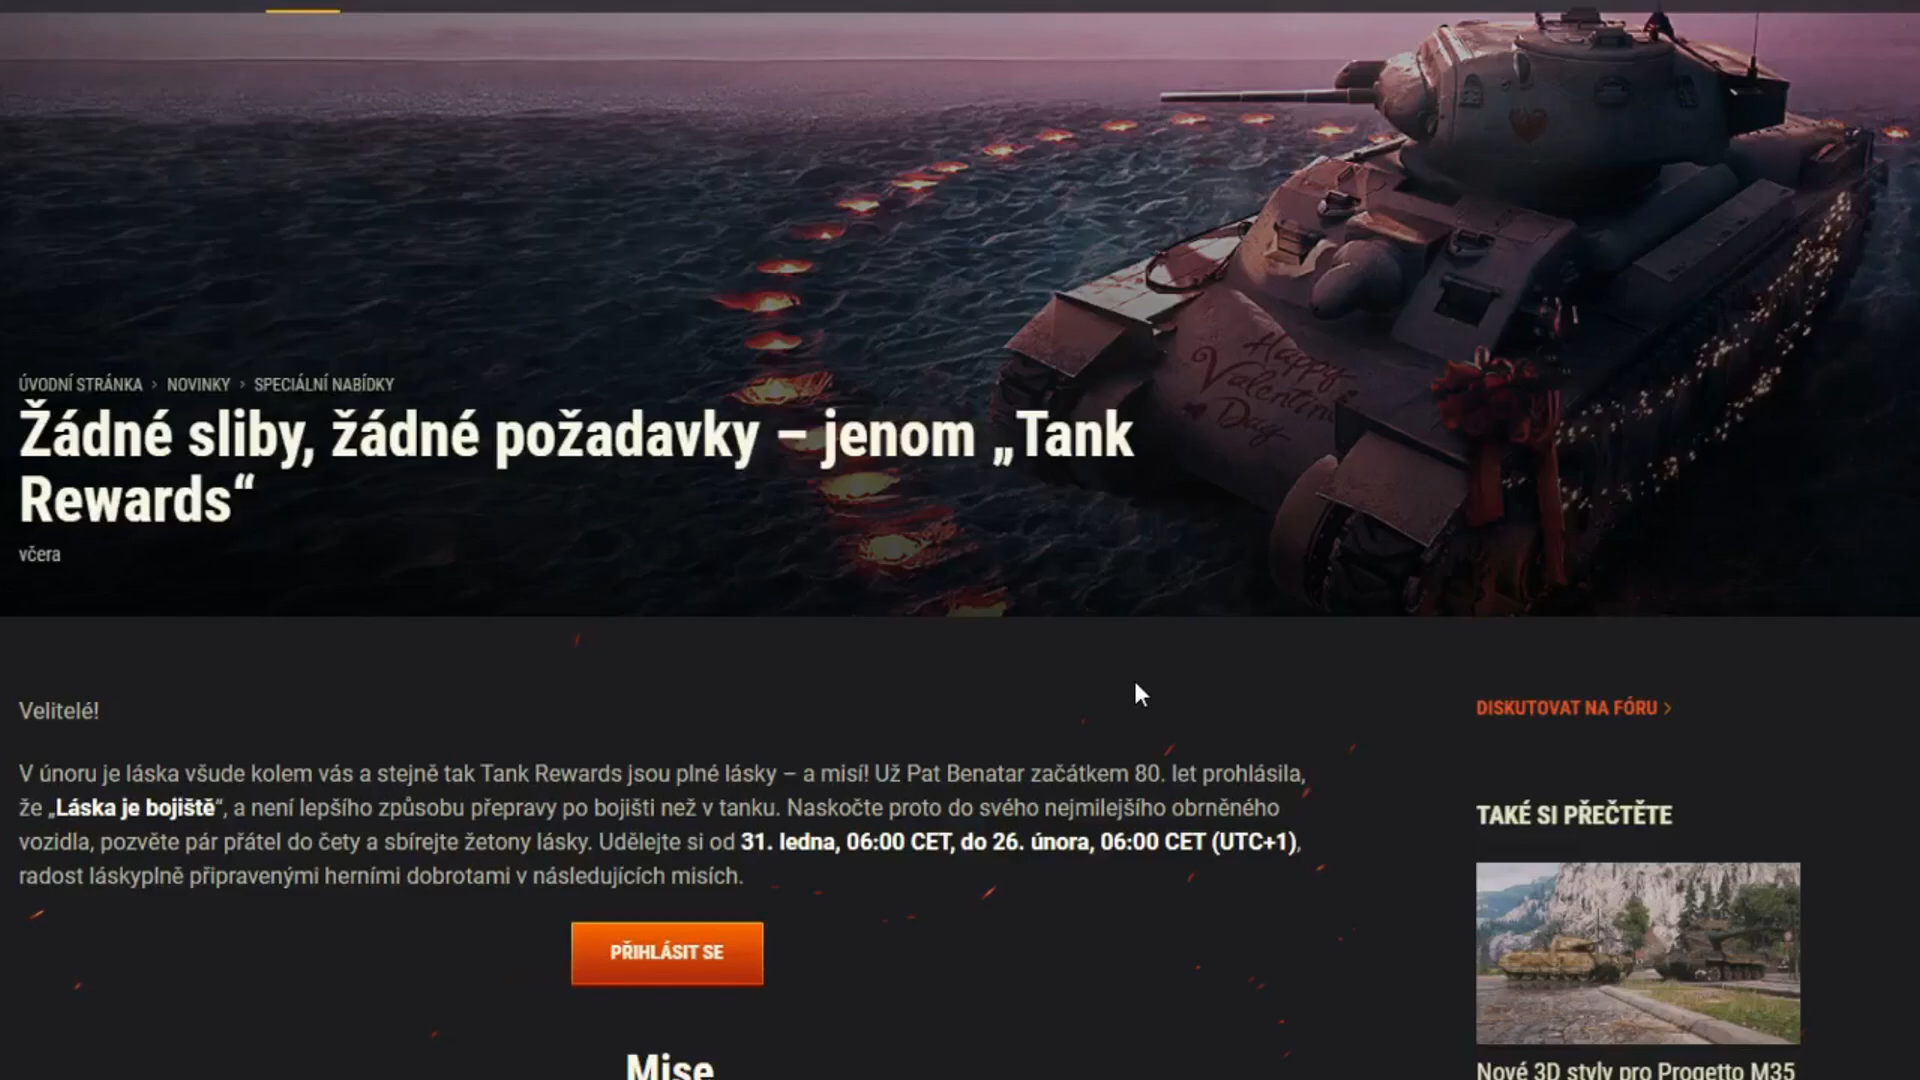 ÚVODNÍ STRÁNKA > NOVINKY > SPECIÁLNÍ NABÍDKY
Žádné sliby, žádné požadavky – jenom „Tank
Rewards“
včera
Happy
Valentine's
Day
Velitelé!
V únoru je láska všude kolem vás a stejně tak Tank Rewards jsou plné lásky – a misí! Už Pat Benatar začátkem 80. let prohlásila,
že „Láska je bojiště“, a není lepšího způsobu přepravy po bojišti než v tanku. Naskočte proto do svého nejmilejšího obrněného
vozidla, pozvěte pár přátel do čety a sbírejte žetony lásky. Udělejte si od 31. ledna, 06:00 CET, do 26. února, 06:00 CET (UTC+1),
radost láskyplně připravenými herními dobrotami v následujících misích.
PŘIHLÁSIT SE
Mise
DISKUTOVAT NA FÓRU >
TAKÉ SI PŘEČTĚTE
Nové 3D styly pro Progetto M35